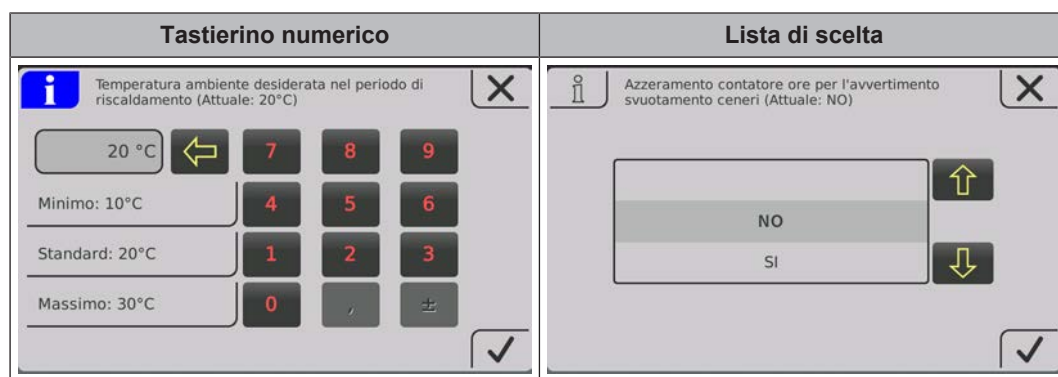 Tastierino numerico
Lista di scelta
i
Temperatura ambiente desiderata nel periodo di
riscaldamento (Attuale: 20°C)
20 °C
7 8 9
Minimo: 10°C
4 5 6
Standard: 20°C
1 2 3
Massimo: 30°C
0 , ±
i
Azzeramento contatore ore per l'avvertimento
svuotamento ceneri (Attuale: NO)
NO
SI